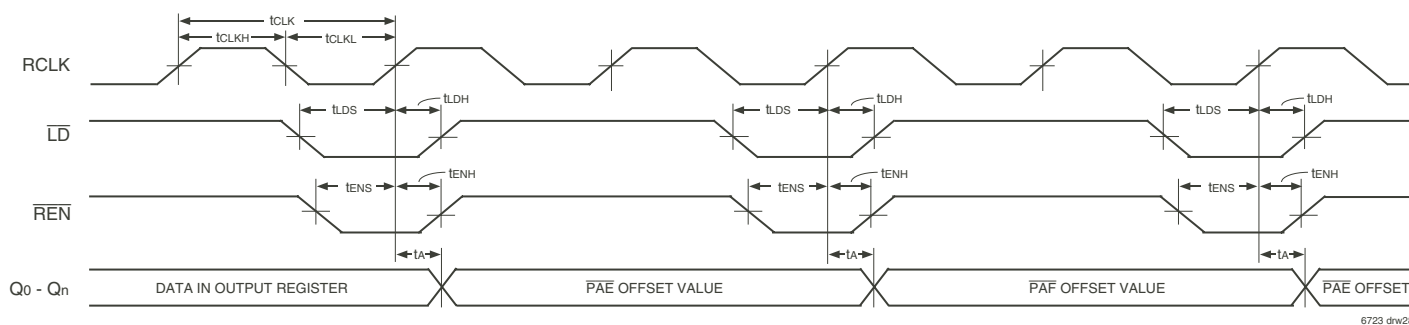 tCLK
tCLKH tCLKL
RCLK
tLDS tLDH tLDS tLDH tLDS tLDH
LD
tENS tENH tENS tENH tENS tENH
REN
tA tA tA
Q0 - Qn DATA IN OUTPUT REGISTER PAE OFFSET VALUE PAF OFFSET VALUE PAE OFFSET